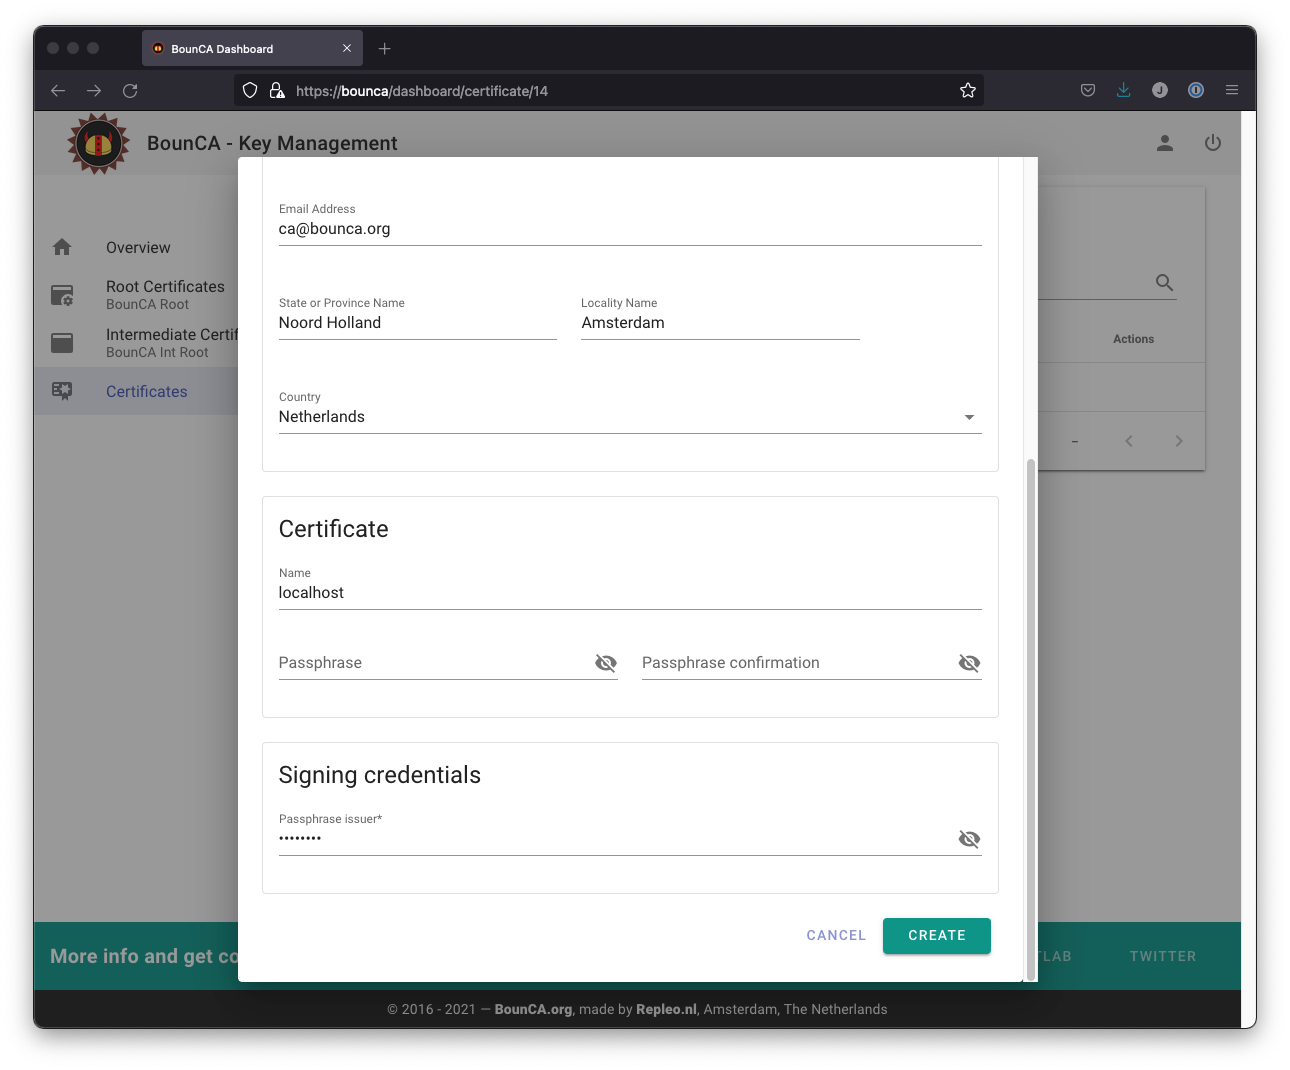 BounCA Dashboard
https://bounca/dashboard/certificate/14
BounCA - Key Management
Overview
Root Certificates
BounCA Root
Intermediate Certif
BounCA Int Root
Certificates
Actions
–
Email Address
ca@bounca.org
State or Province Name
Locality Name
Noord Holland
Amsterdam
Country
Netherlands
Certificate
Name
localhost
Passphrase
Passphrase confirmation
Signing credentials
Passphrase issuer*
••••••••
CANCEL
CREATE
More info and get co
TLAB
TWITTER
© 2016 - 2021 — BounCA.org, made by Repleo.nl, Amsterdam, The Netherlands